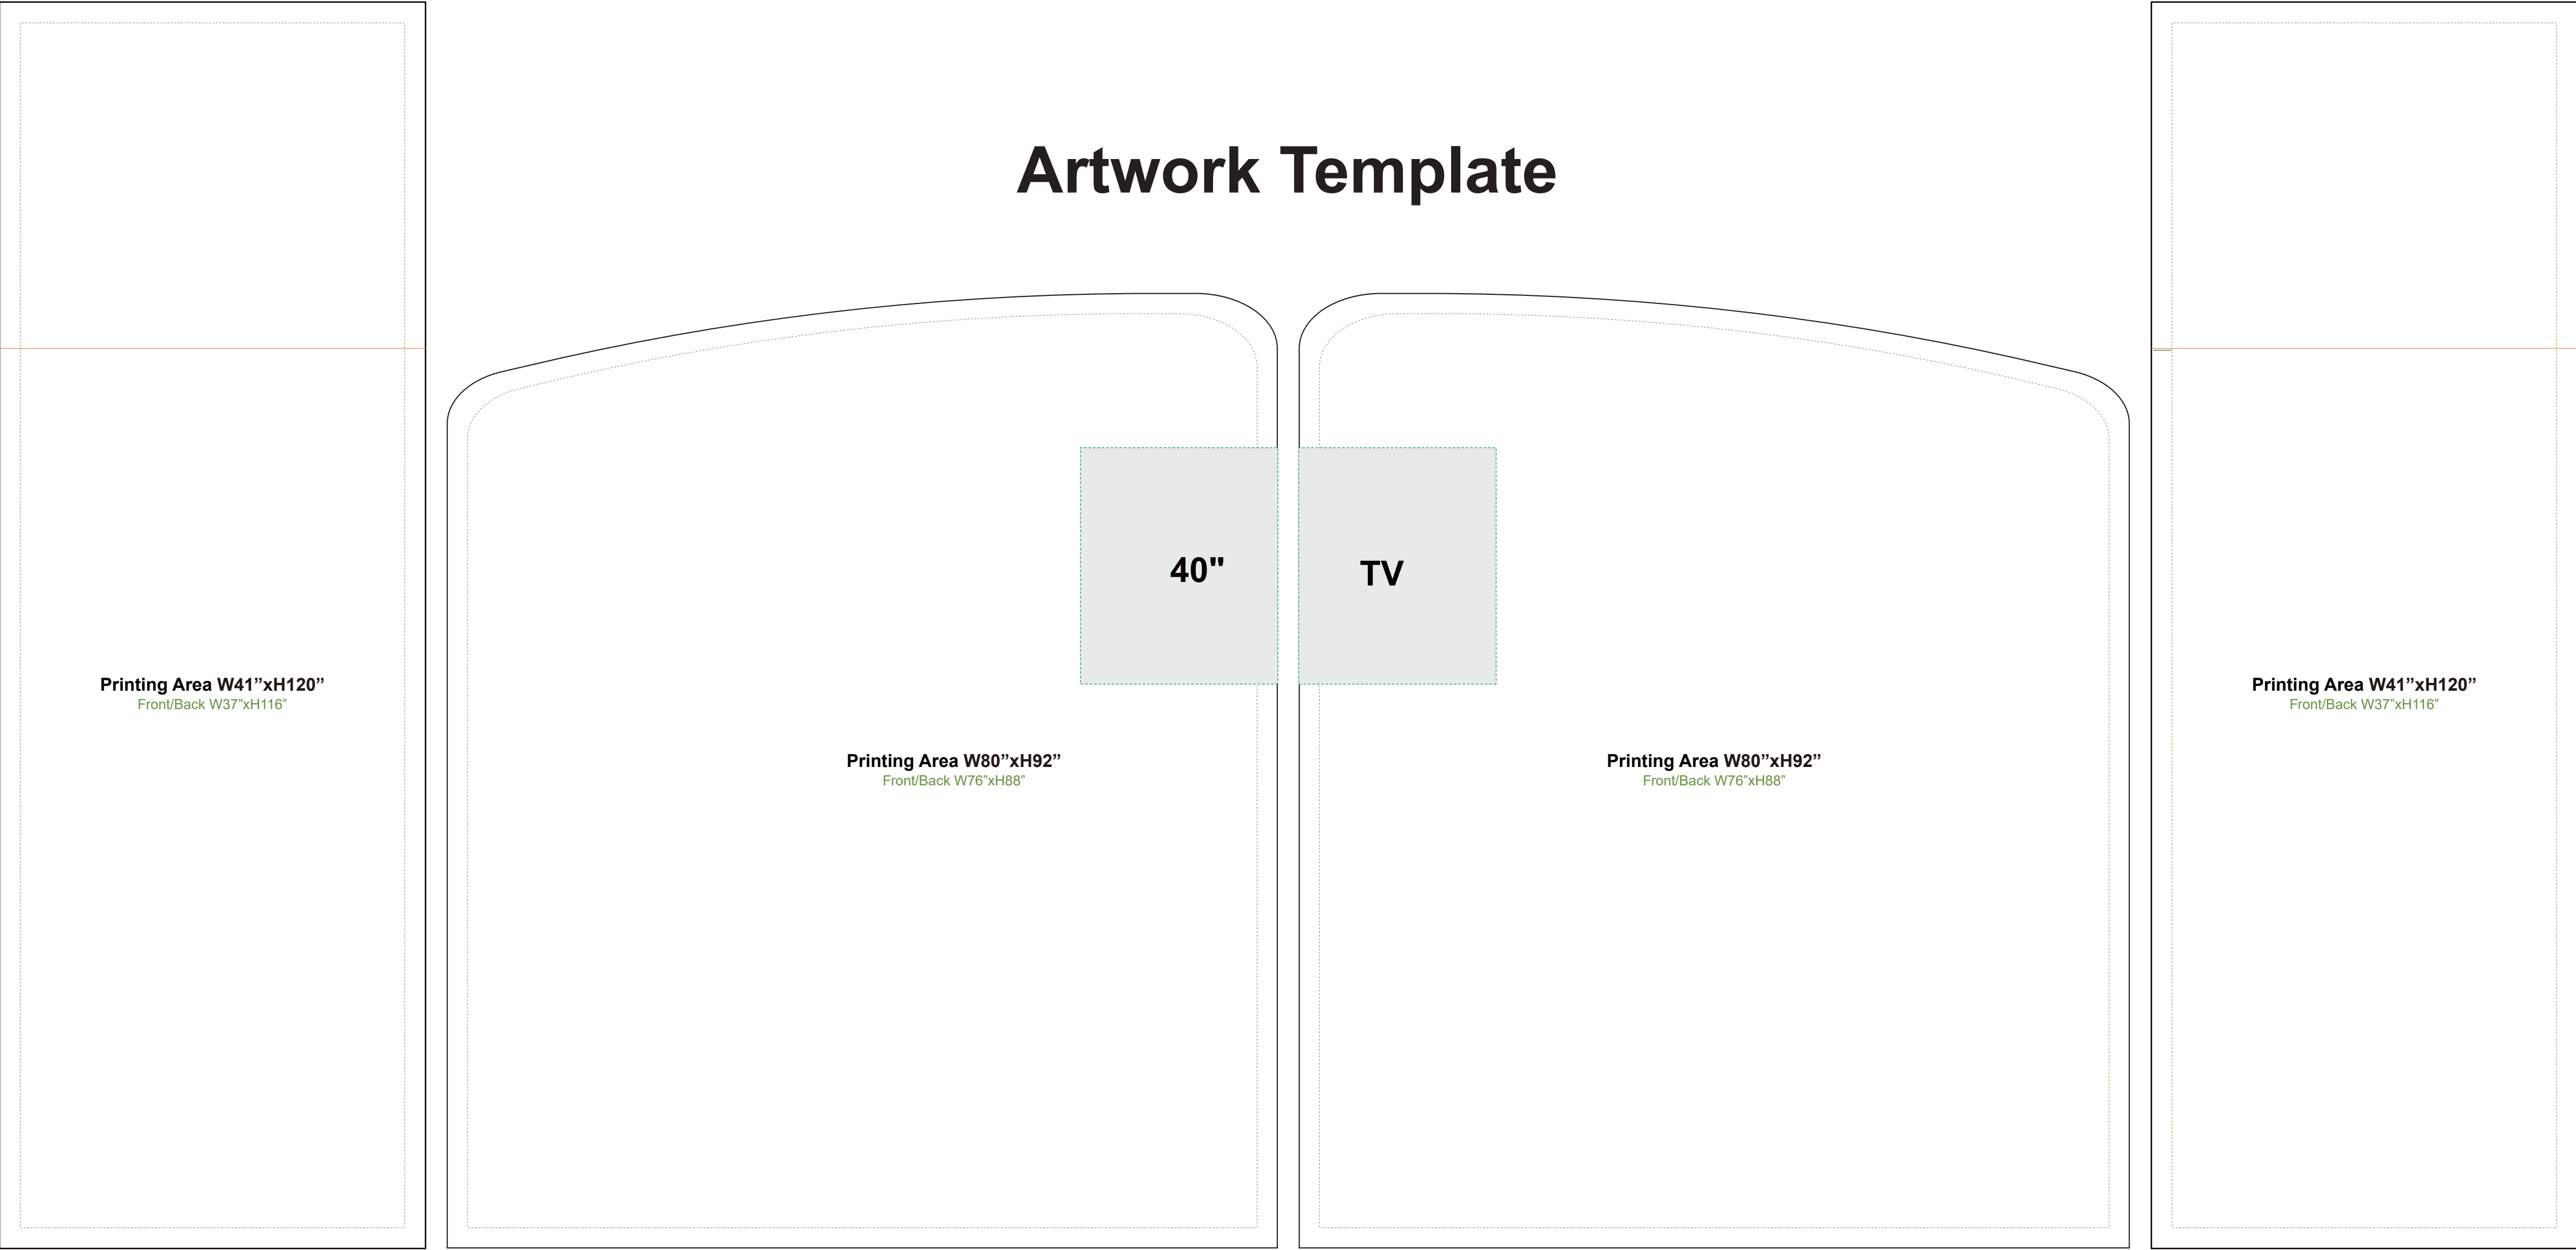 Artwork Template
40"
TV
Printing Area W41”xH120”
Front/Back W37”xH116”
Printing Area W80”xH92”
Front/Back W76”xH88”
Printing Area W80”xH92”
Front/Back W76”xH88”
Printing Area W41”xH120”
Front/Back W37”xH116”